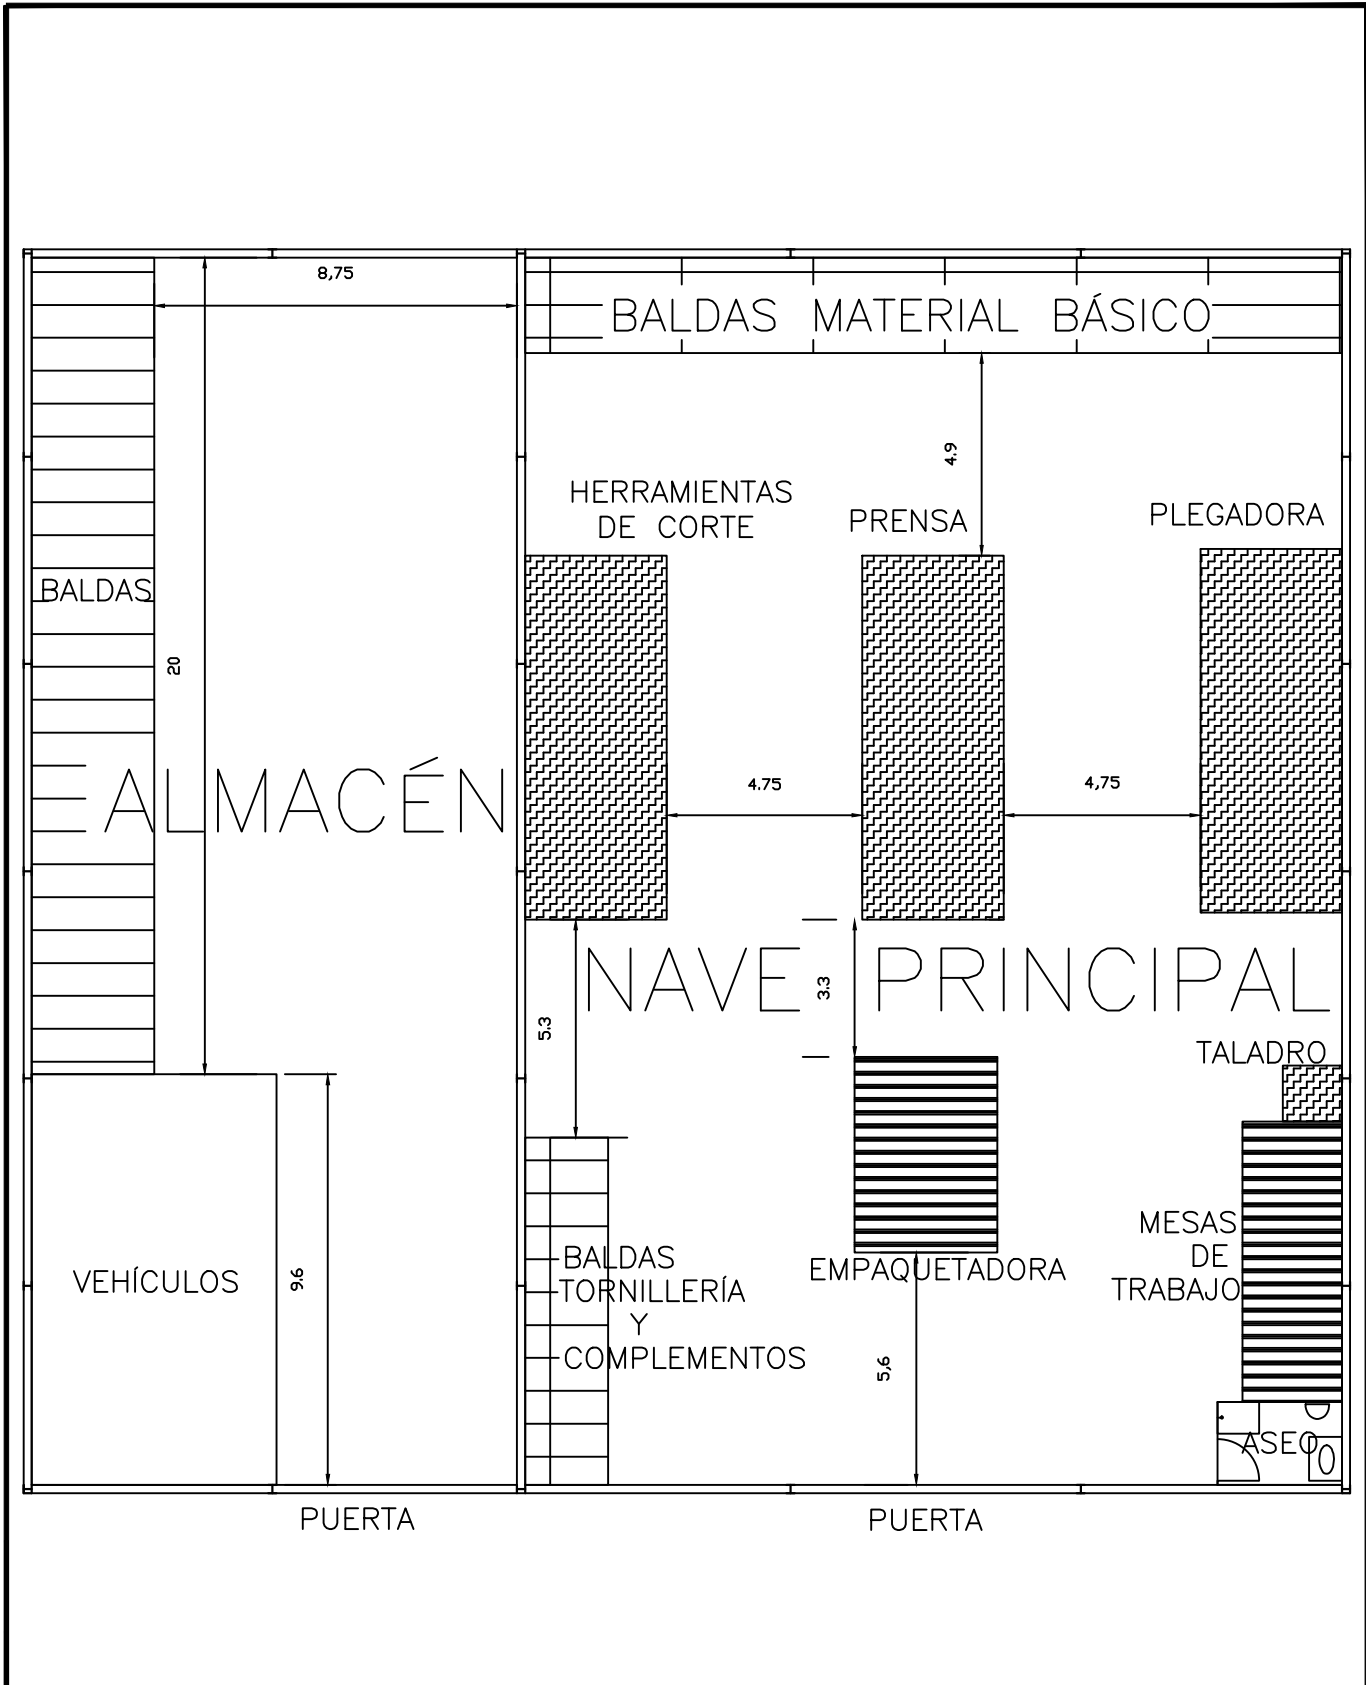 8,75
BALDAS MATERIAL BÁSICO
4.9
HERRAMIENTAS
DE CORTE
PRENSA
PLEGADORA
BALDAS
20
ALMACÉN
4.75
4,75
NAVE PRINCIPAL
3.3
5.3
TALADRO
MESAS
DE
TRABAJO
BALDAS
TORNILLERÍA
Y
COMPLEMENTOS
EMPAQUETADORA
VEHÍCULOS
9.6
5,6
ASEO
PUERTA
PUERTA